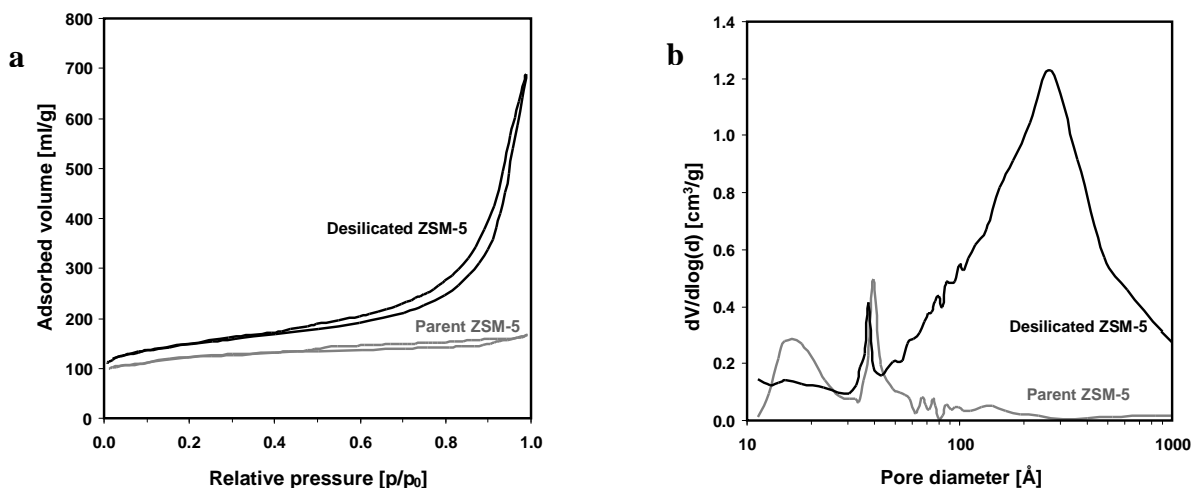 a
800
700
600
500
400
300
200
100
0
Adsorbed volume [ml/g]
Desilicated ZSM-5
Parent ZSM-5
0.0 0.2 0.4 0.6 0.8 1.0
Relative pressure [p/p₀]
b
1.4
1.2
1.0
0.8
0.6
0.4
0.2
0.0
dV/dlog(d) [cm³/g]
Desilicated ZSM-5
Parent ZSM-5
10 100 1000
Pore diameter [Å]